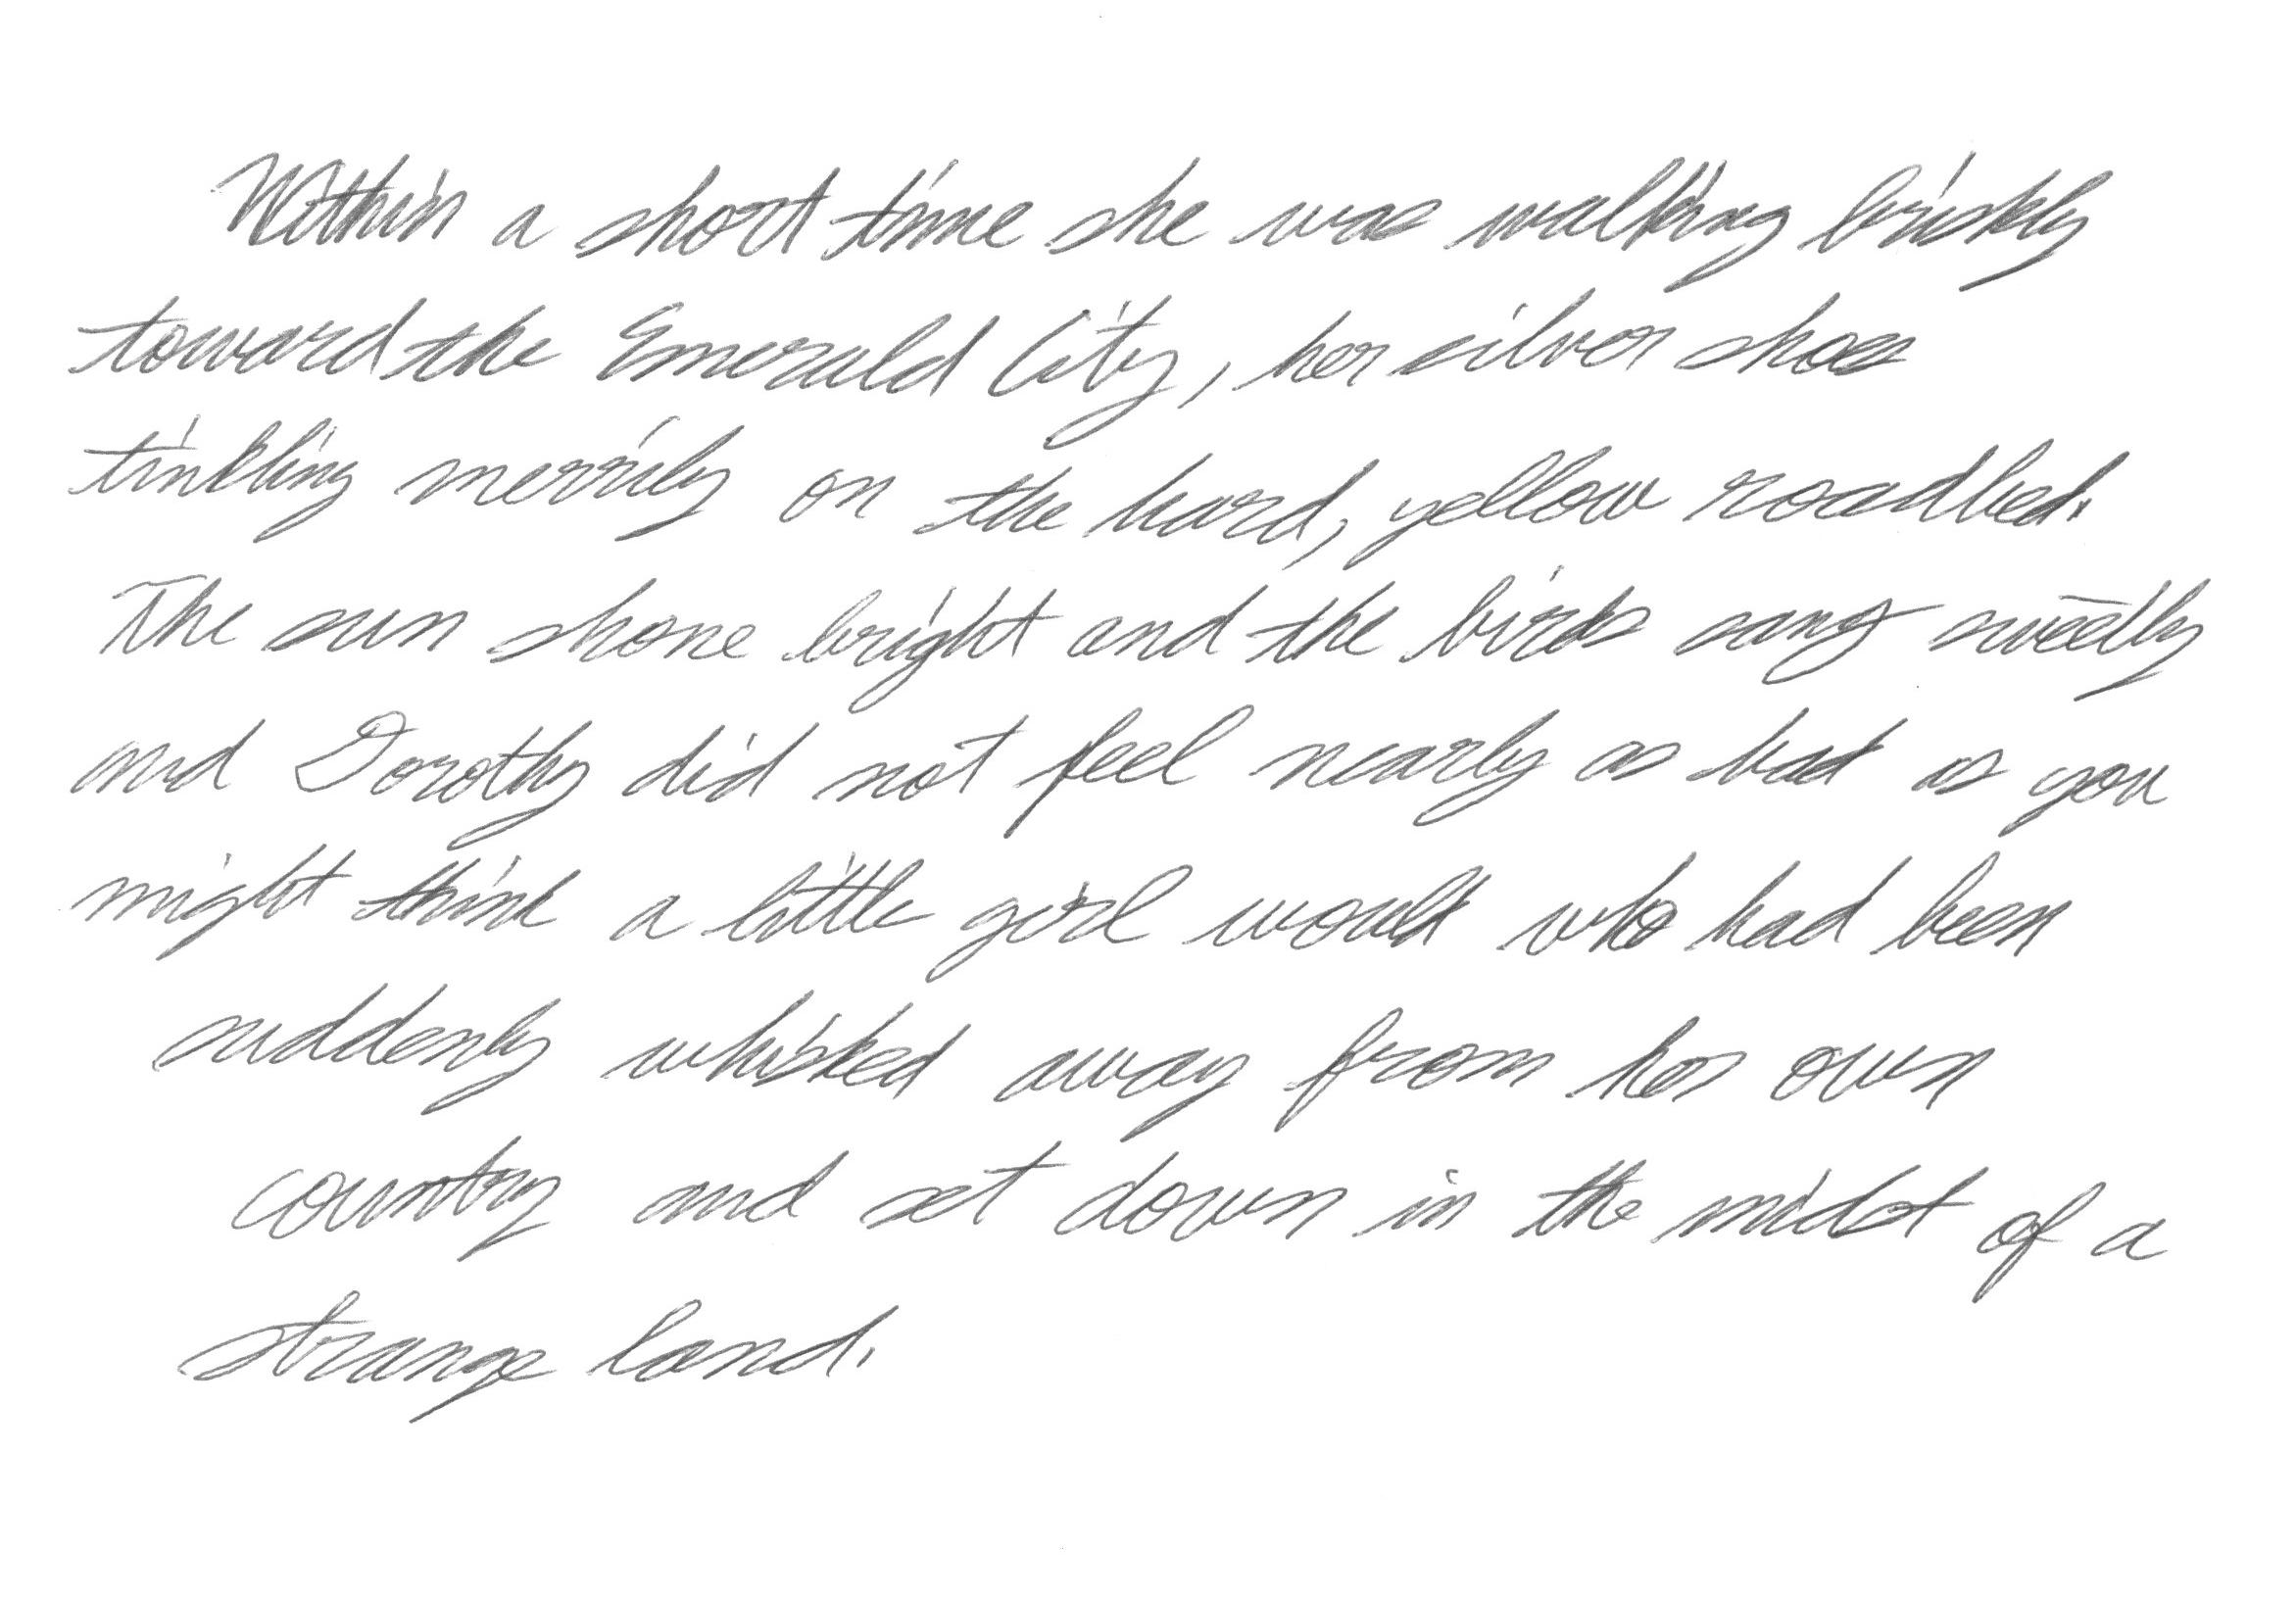 Within a short time she was walking briskly
toward the Emerald City, her silver shoes
tinkling merrily on the hard, yellow roadbed.
The sun shone bright and the birds sang sweetly
and Dorothy did not feel nearly as bad as you
might think a little girl would who had been
suddenly whisked away from her own
country and set down in the midst of a
strange land.